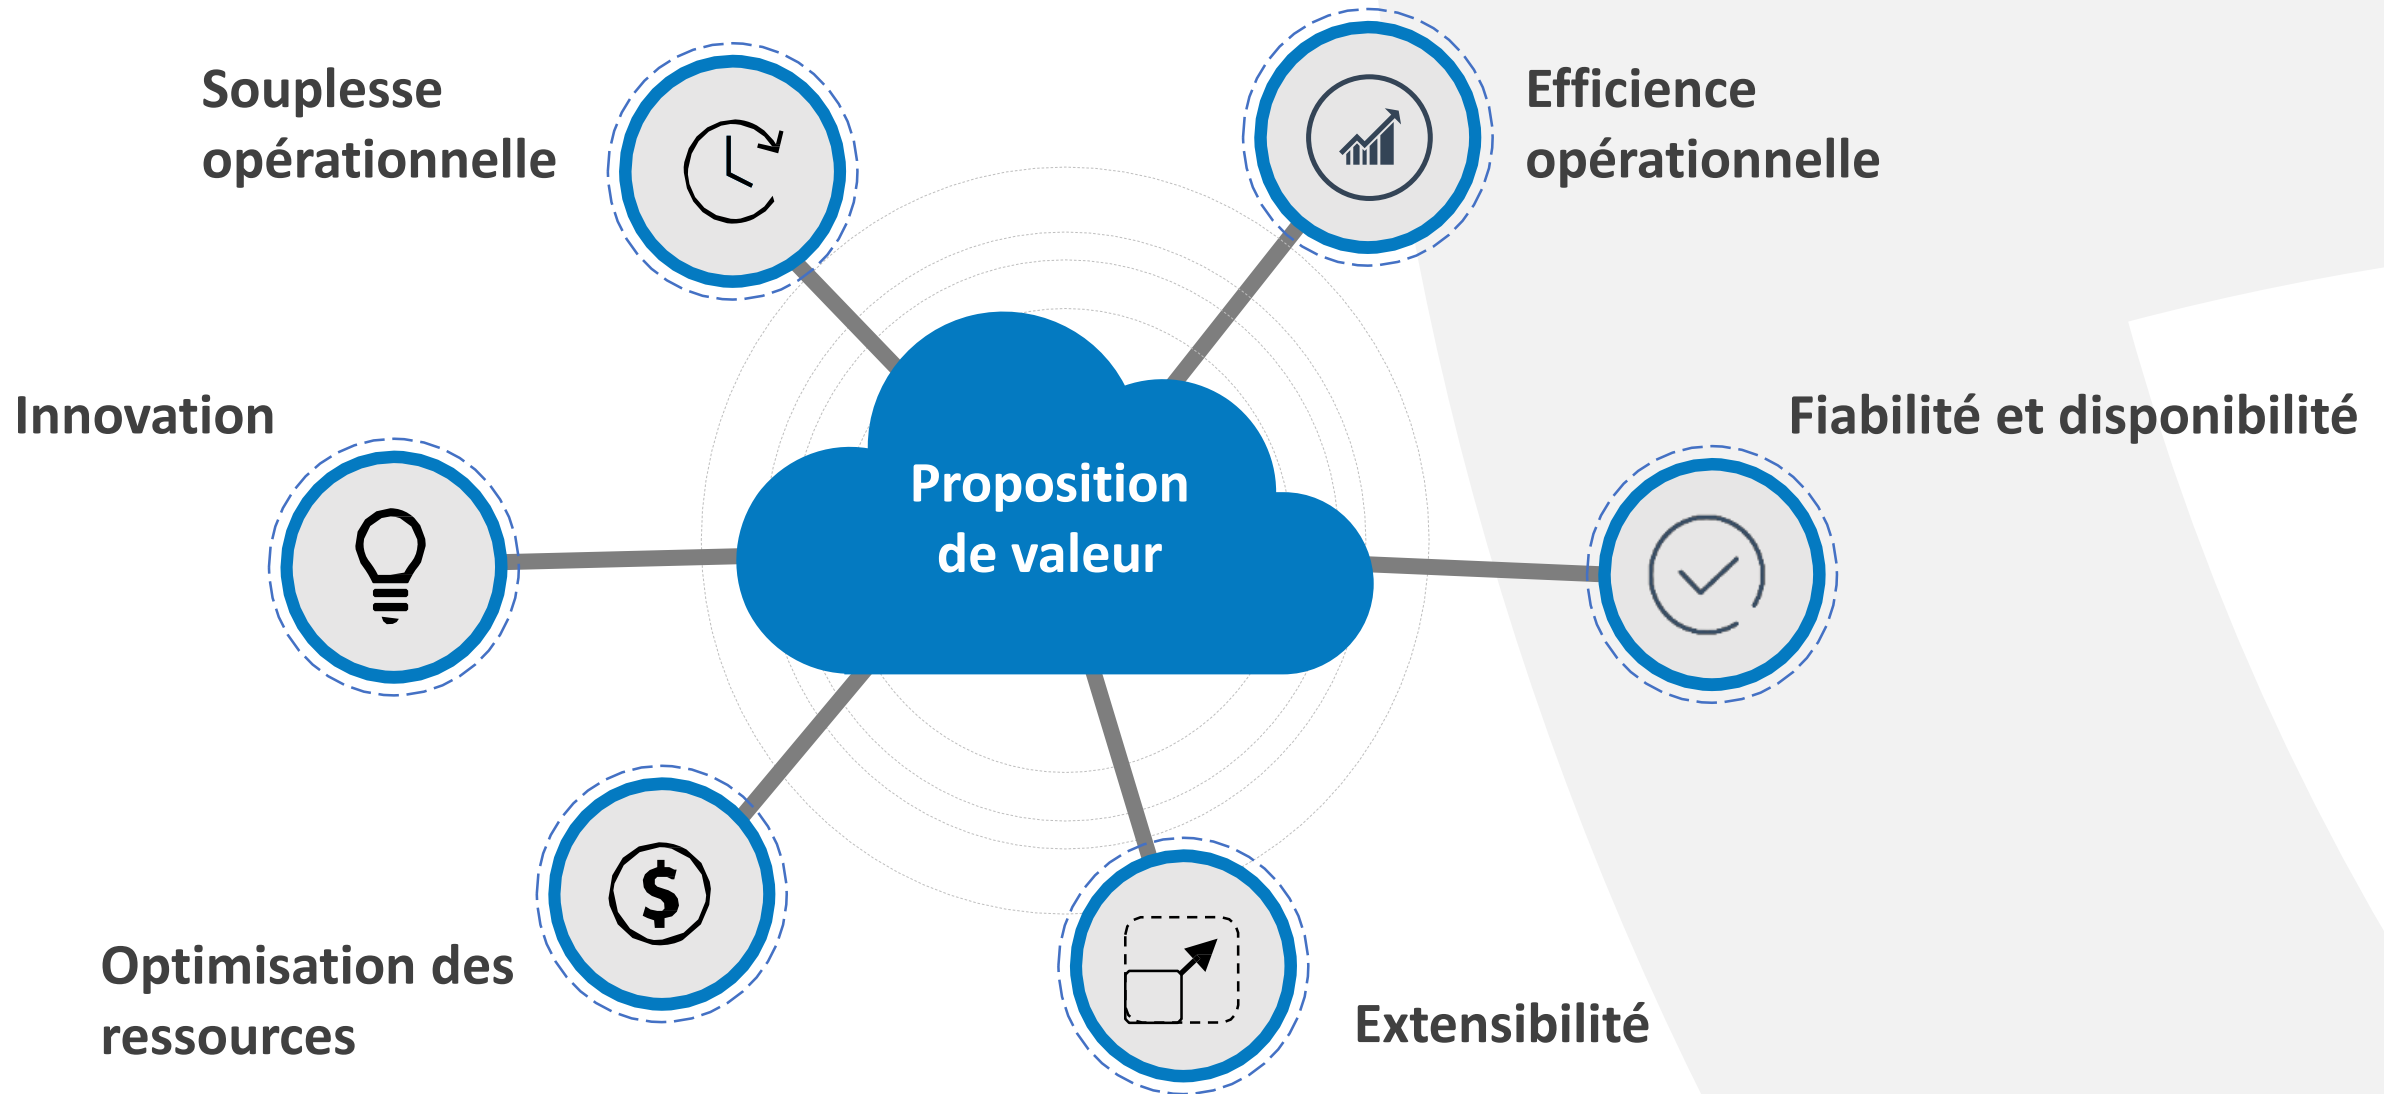 Souplesse
opérationnelle
Efficience
opérationnelle
Innovation
Fiabilité et disponibilité
Proposition
de valeur
$
Optimisation des
ressources
Extensibilité